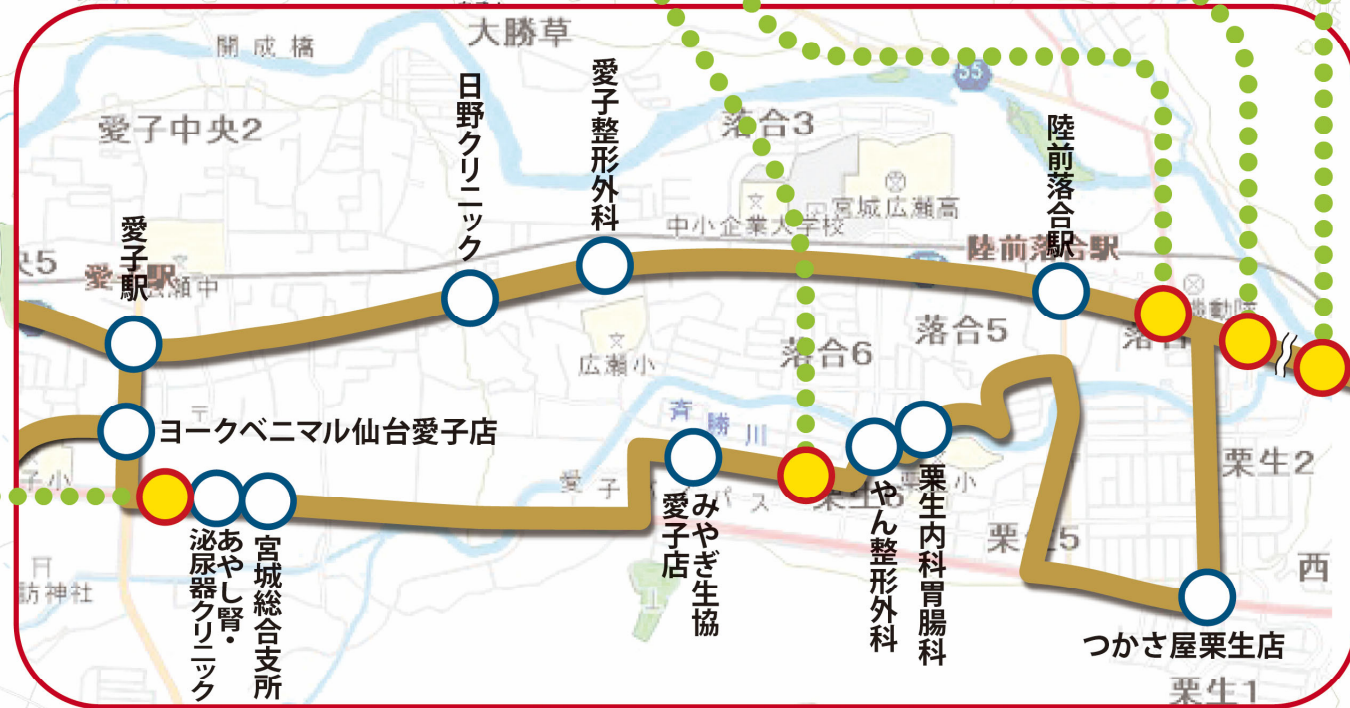 大勝草
開成橋
愛子中央2
日野クリニック
愛子整形外科
55
落合3
陸前落合駅
宮城広瀬高
中小企業大学校
陸前落合駅
愛子駅
広瀬中
機動隊
落合5
落合6
広瀬小
斉勝川
ヨークベニマル仙台愛子店
栗生2
愛子バイパス
みやぎ生協
愛子店
やん整形外科
栗生内科胃腸科
栗生5
西
あやし腎・
泌尿器クリニック
宮城総合支所
つかさ屋栗生店
栗生1